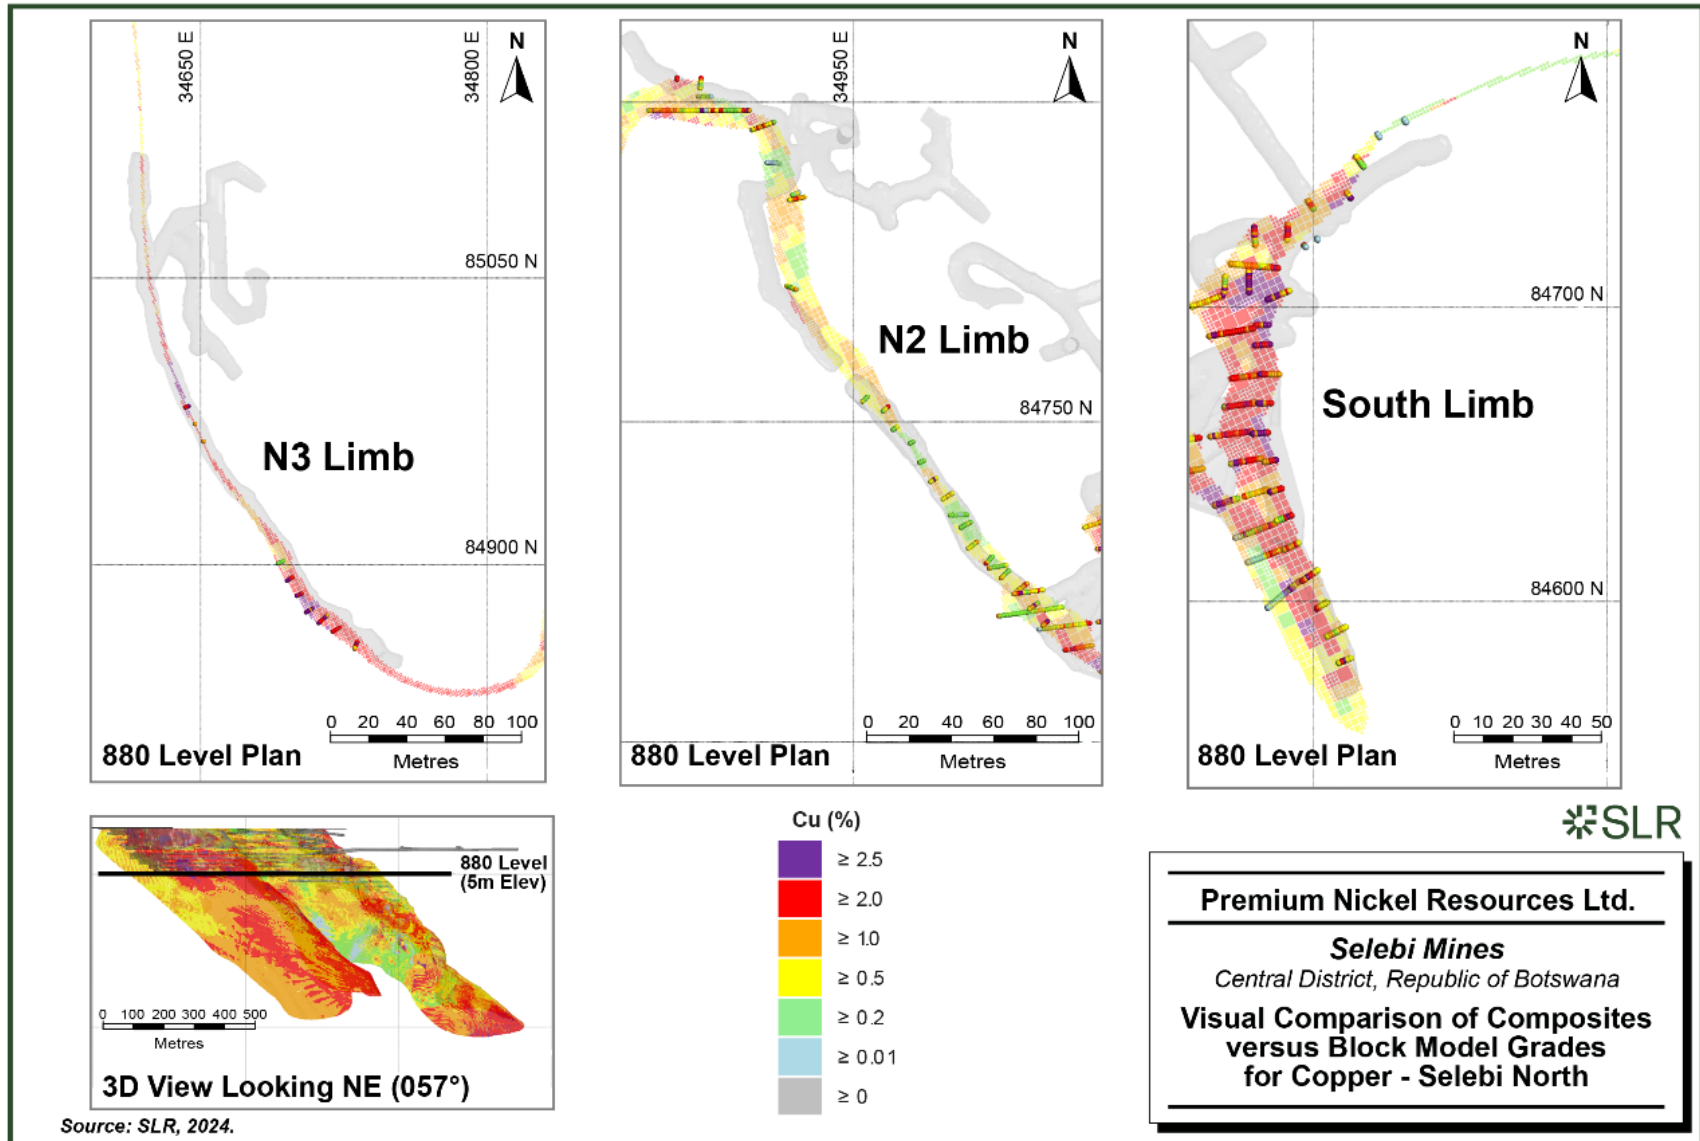 34650 E
34800 E
N
85050 N
N3 Limb
84900 N
0 20 40 60 80 100
Metres
880 Level Plan
34950 E
N
N2 Limb
84750 N
0 20 40 60 80 100
Metres
880 Level Plan
N
84700 N
South Limb
84600 N
0 10 20 30 40 50
Metres
880 Level Plan
880 Level
(5m Elev)
0 100 200 300 400 500
Metres
3D View Looking NE (057°)
Source: SLR, 2024.
Cu (%)
≥ 2.5
≥ 2.0
≥ 1.0
≥ 0.5
≥ 0.2
≥ 0.01
≥ 0
SLR
Premium Nickel Resources Ltd.
Selebi Mines
Central District, Republic of Botswana
Visual Comparison of Composites
versus Block Model Grades
for Copper - Selebi North